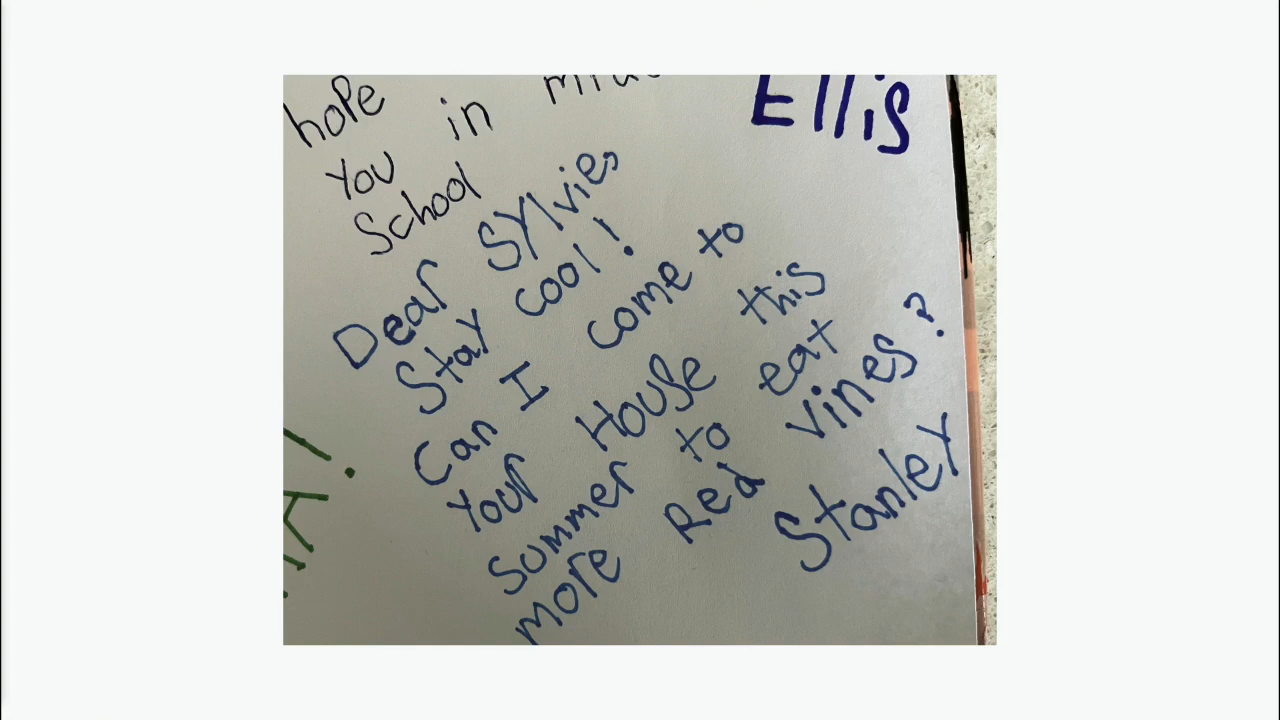 hope
You in
School
Ellis
Dear Sylvie,
Stay cool!
Can I come to
Your House this
summer to eat
more Red vines?
Stanley